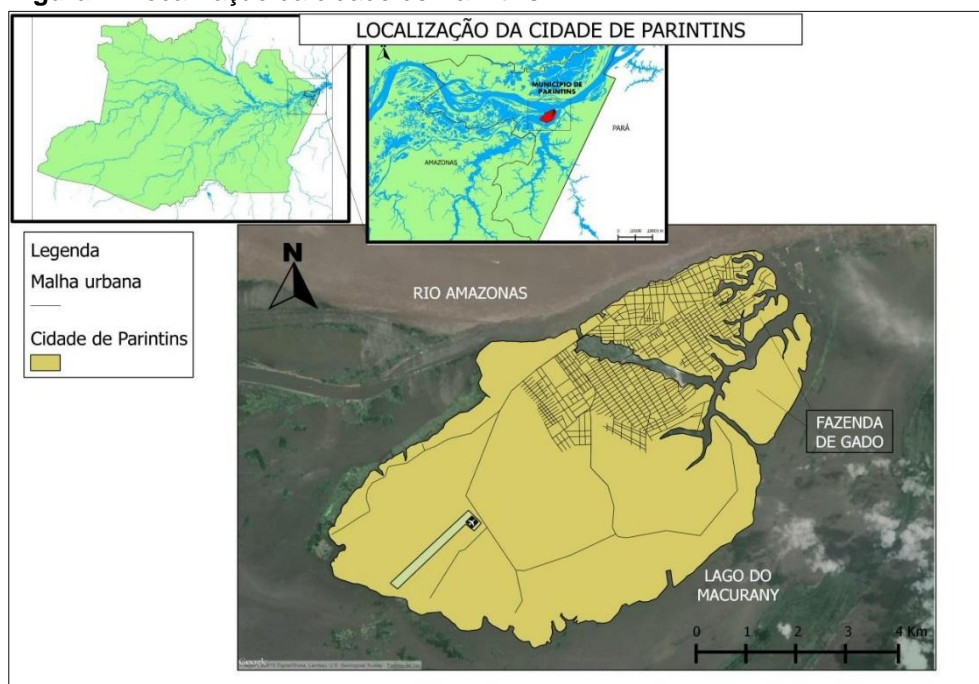 LOCALIZAÇÃO DA CIDADE DE PARINTINS
MUNICÍPIO DE
PARINTINS
PARÁ
AMAZONAS
Legenda
Malha urbana
Cidade de Parintins
N
RIO AMAZONAS
FAZENDA
DE GADO
LAGO DO
MACURANY
0 1 2 3 4 Km
Google